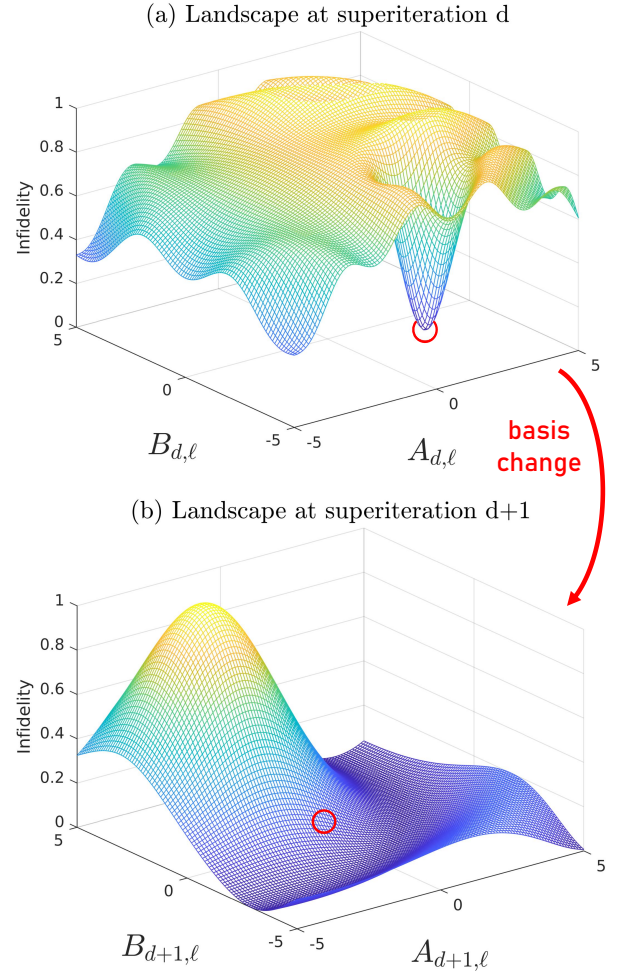 (a) Landscape at superiteration d
1
0.8
0.6
0.4
0.2
0
Infidelity
5
0
-5
B_{d,ℓ}
-5
0
5
A_{d,ℓ}
basis
change
(b) Landscape at superiteration d+1
1
0.8
0.6
0.4
0.2
0
Infidelity
5
0
-5
B_{d+1,ℓ}
-5
0
5
A_{d+1,ℓ}